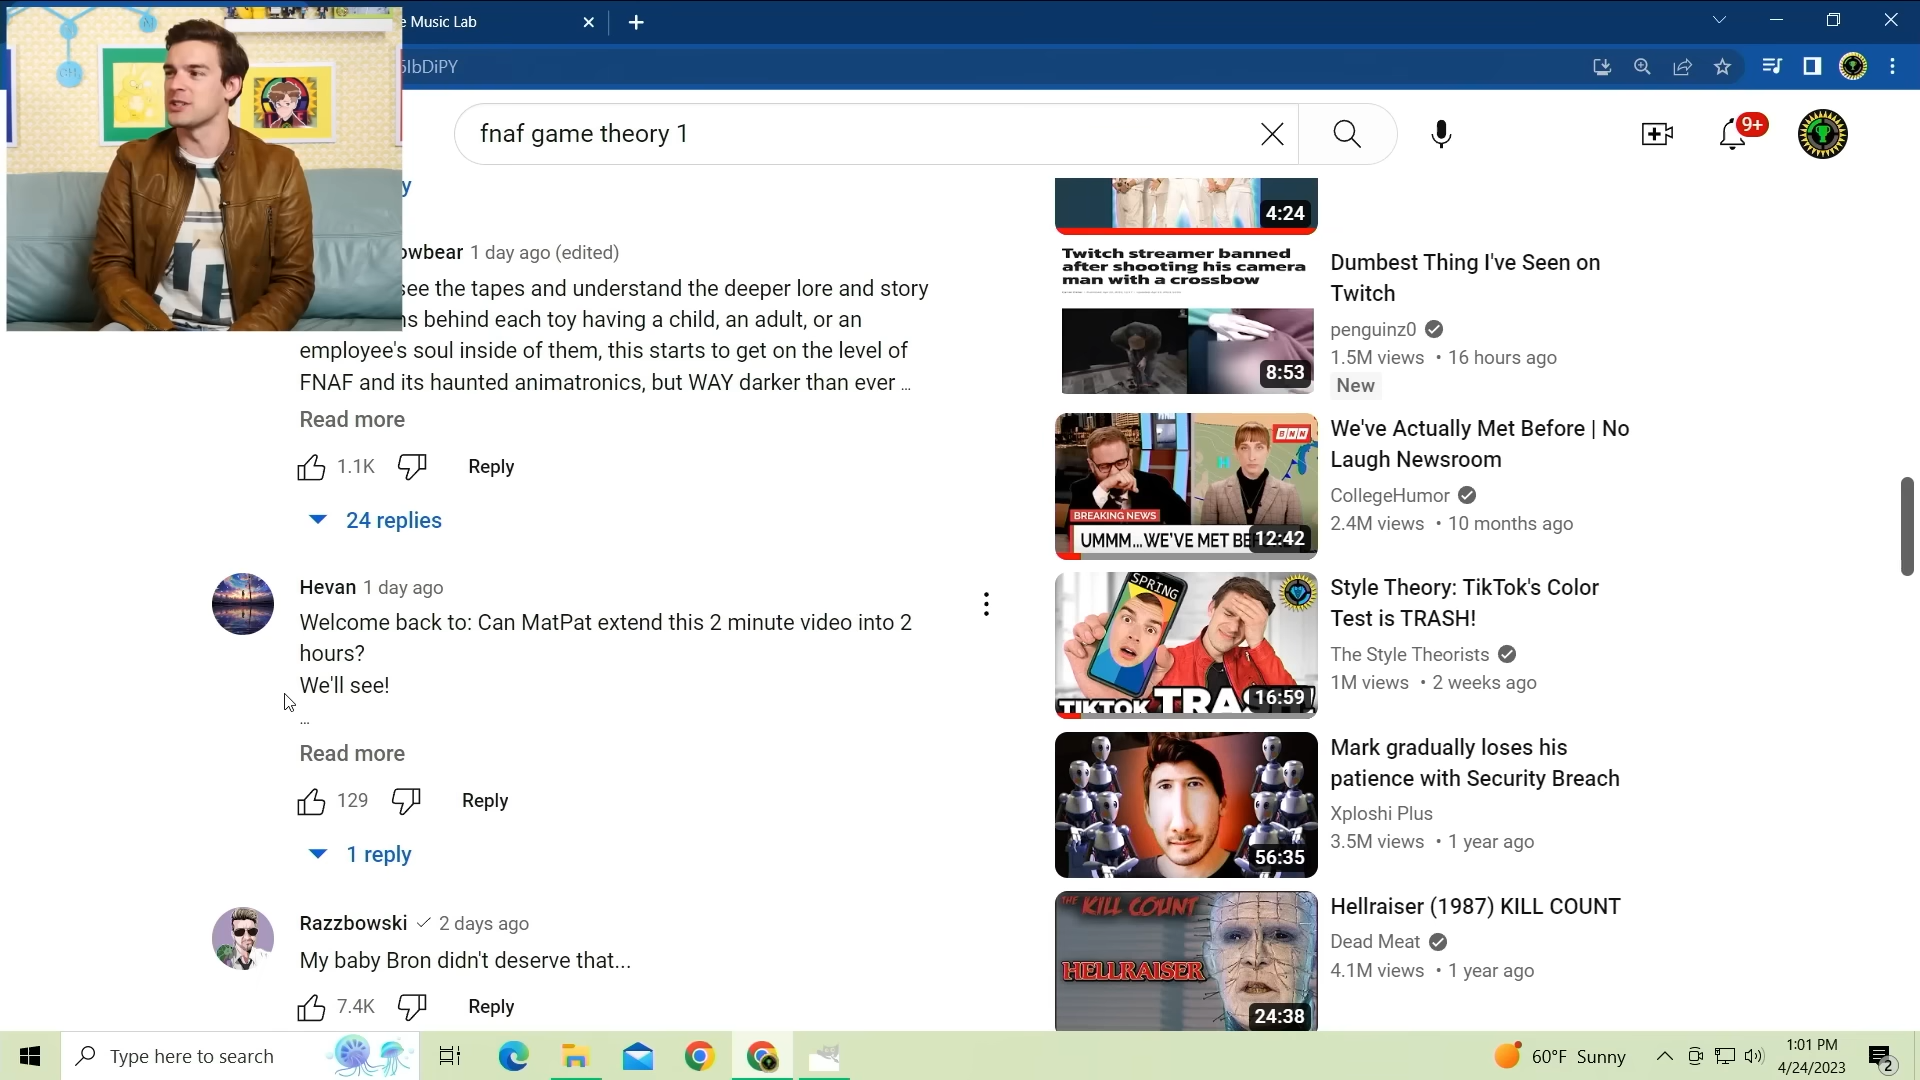 e Music Lab
5IbDiPY
fnaf game theory 1
9+
y
owbear 1 day ago (edited)
see the tapes and understand the deeper lore and story
ns behind each toy having a child, an adult, or an
employee's soul inside of them, this starts to get on the level of
FNAF and its haunted animatronics, but WAY darker than ever ...
Read more
1.1K
Reply
24 replies
Hevan 1 day ago
Welcome back to: Can MatPat extend this 2 minute video into 2
hours?
We'll see!
...
Read more
129
Reply
1 reply
Razzbowski 2 days ago
My baby Bron didn't deserve that...
7.4K
Reply
4:24
Twitch streamer banned
after shooting his camera
man with a crossbow
8:53
Dumbest Thing I've Seen on
Twitch
penguinz0
1.5M views • 16 hours ago
New
BNN
BREAKING NEWS
UMMM...WE'VE MET BEFORE
12:42
We've Actually Met Before | No
Laugh Newsroom
CollegeHumor
2.4M views • 10 months ago
SPRING
TIKTOK TRASH!
16:59
Style Theory: TikTok's Color
Test is TRASH!
The Style Theorists
1M views • 2 weeks ago
56:35
Mark gradually loses his
patience with Security Breach
Xploshi Plus
3.5M views • 1 year ago
THE KILL COUNT
HELLRAISER
24:38
Hellraiser (1987) KILL COUNT
Dead Meat
4.1M views • 1 year ago
Type here to search
60°F Sunny
1:01 PM
4/24/2023
2